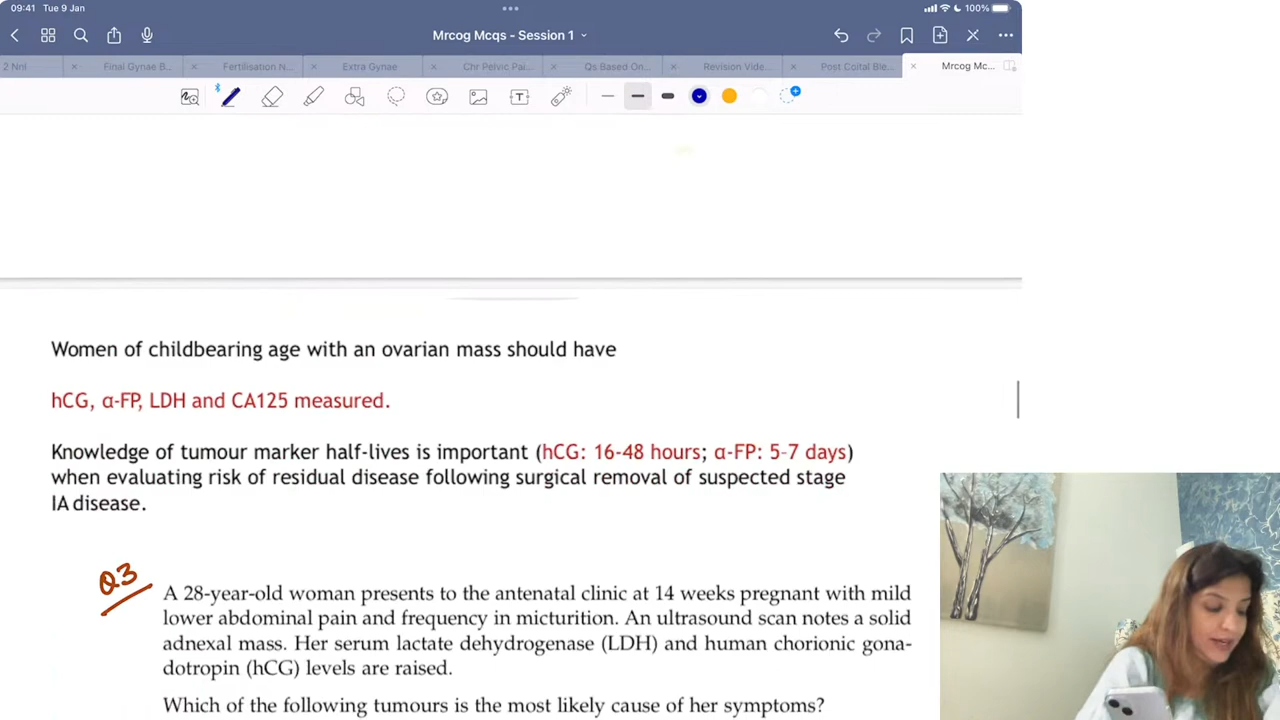 09:41 Tue 9 Jan
100%
Mrcog Mcqs - Session 1
2 Nni
Final Gynae B...
Fertilisation N...
Extra Gynae
Chr Pelvic Pai...
Qs Based On...
Revision Vide...
Post Coital Ble...
Mrcog Mc...
Women of childbearing age with an ovarian mass should have
hCG, α-FP, LDH and CA125 measured.
Knowledge of tumour marker half-lives is important (hCG: 16-48 hours; α-FP: 5-7 days)
when evaluating risk of residual disease following surgical removal of suspected stage
IA disease.
Q3
A 28-year-old woman presents to the antenatal clinic at 14 weeks pregnant with mild
lower abdominal pain and frequency in micturition. An ultrasound scan notes a solid
adnexal mass. Her serum lactate dehydrogenase (LDH) and human chorionic gona-
dotropin (hCG) levels are raised.
Which of the following tumours is the most likely cause of her symptoms?